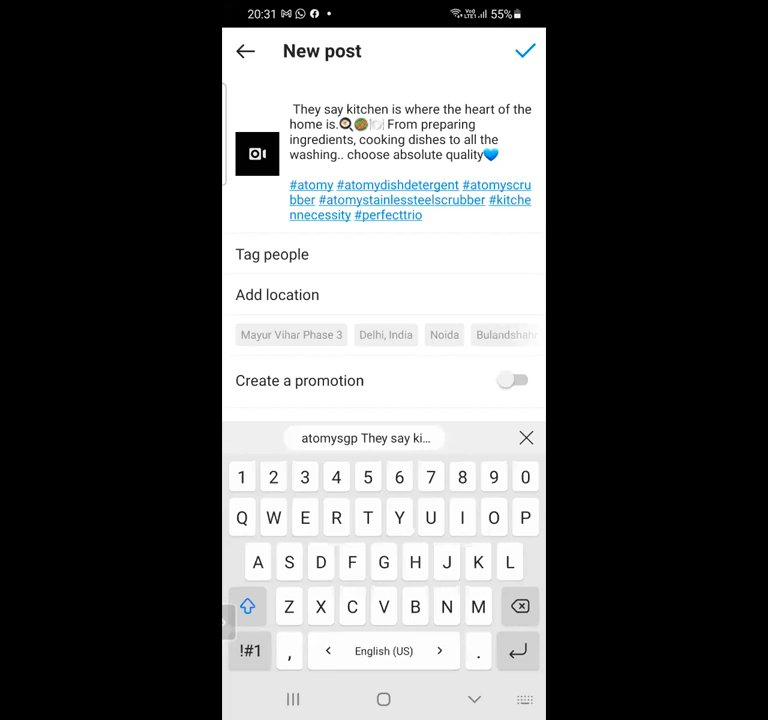 20:31 55%
New post
They say kitchen is where the heart of the
home is.🍳🥘🍽 From preparing
ingredients, cooking dishes to all the
washing.. choose absolute quality💙
#atomy #atomydishdetergent #atomyscru
bber #atomystainlessteelscrubber #kitche
nnecessity #perfecttrio
Tag people
Add location
Mayur Vihar Phase 3 Delhi, India Noida Bulandshahr
Create a promotion
atomysgp They say ki...
1 2 3 4 5 6 7 8 9 0
Q W E R T Y U I O P
A S D F G H J K L
Z X C V B N M
!#1 , < English (US) > .